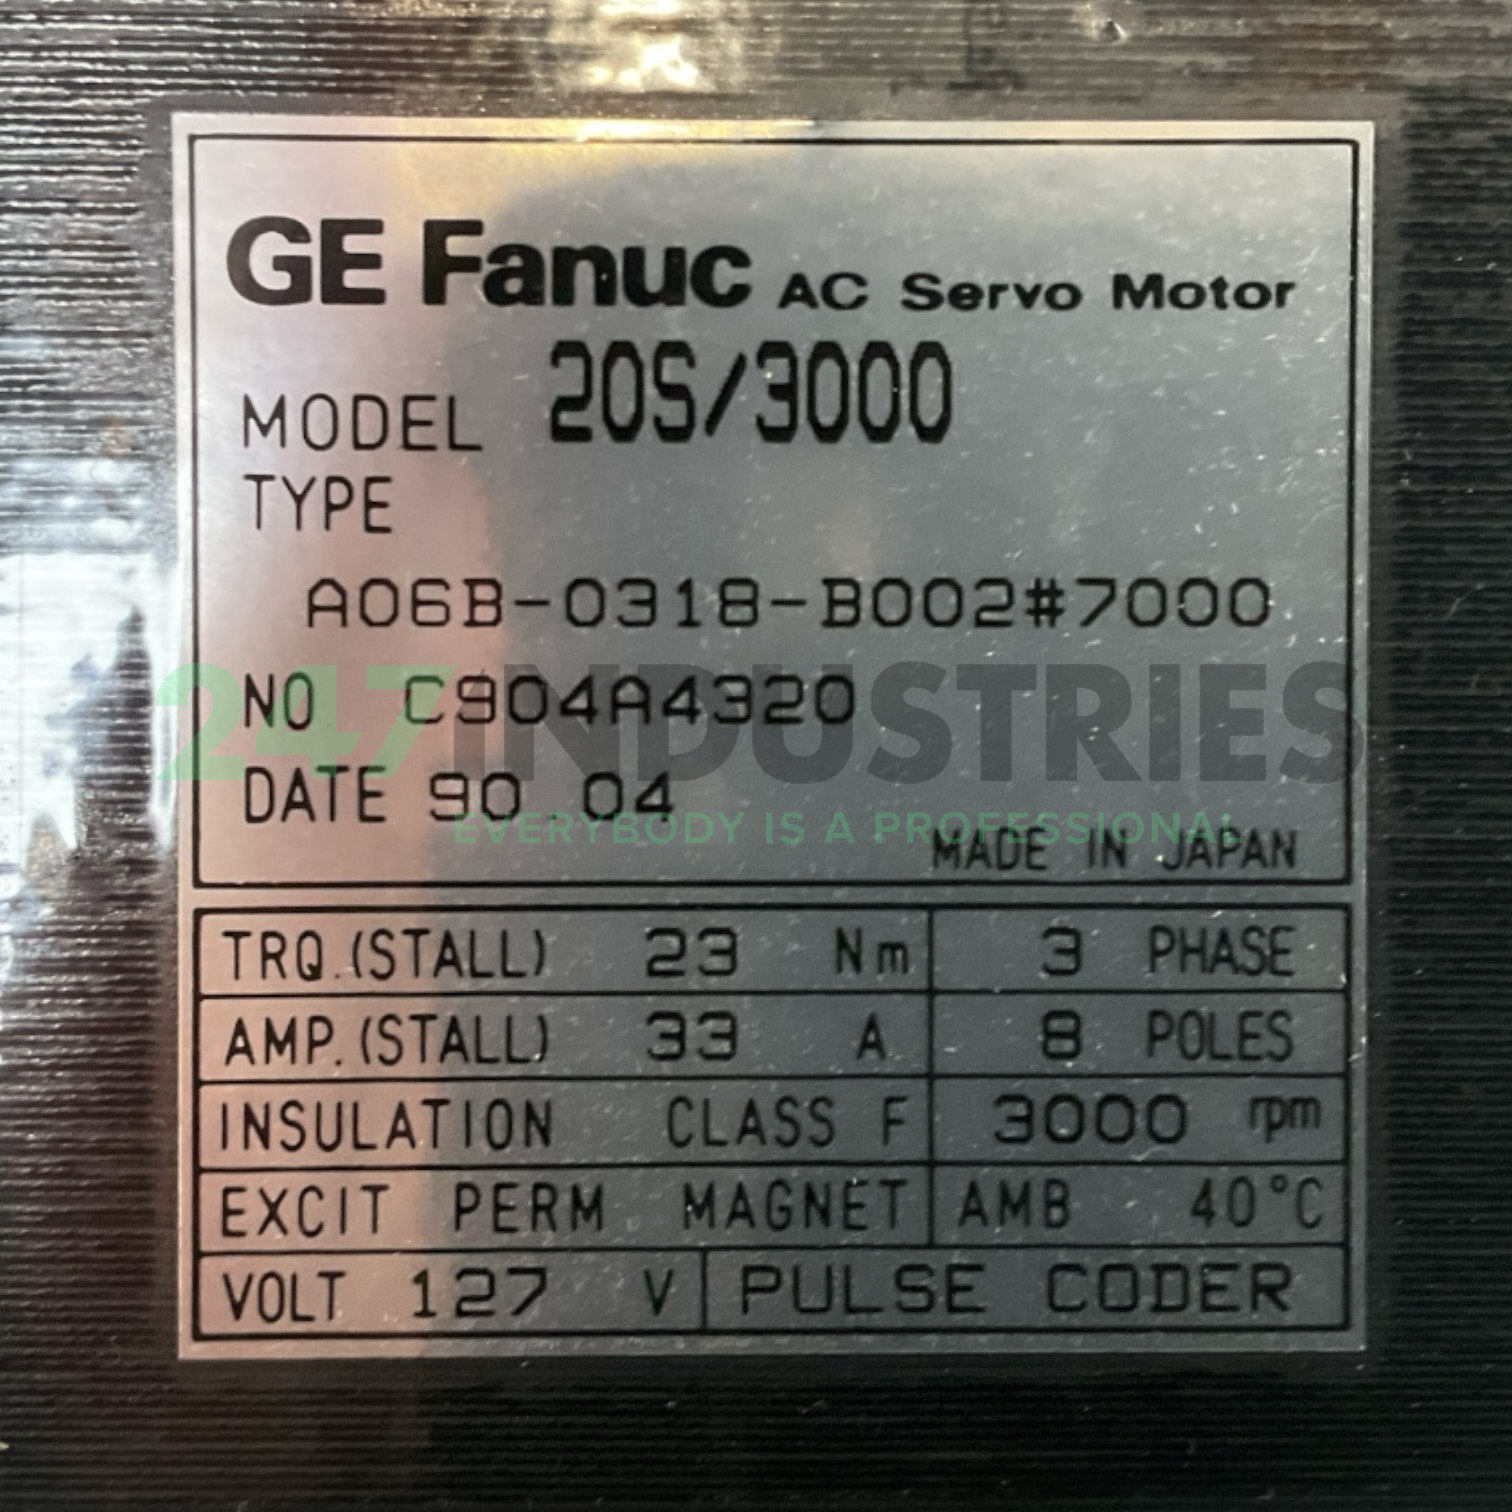 GE Fanuc AC Servo Motor
MODEL 20S/3000
TYPE
A06B-0318-B002#7000
NO C904A4320
247 INDUSTRIES
DATE 90.04
EVERYBODY IS A PROFESSIONAL
MADE IN JAPAN
TRQ.(STALL) 23 Nm 3 PHASE
AMP.(STALL) 33 A 8 POLES
INSULATION CLASS F 3000 rpm
EXCIT PERM MAGNET AMB 40°C
VOLT 127 V PULSE CODER